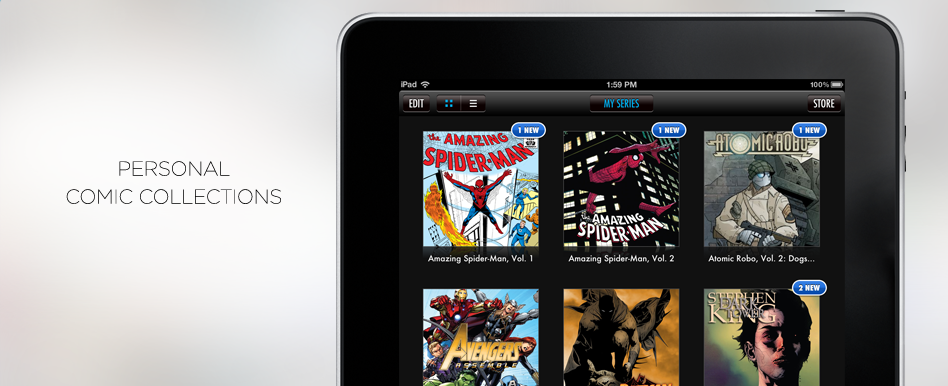 PERSONAL
COMIC COLLECTIONS
iPad
1:59 PM
100%
EDIT
MY SERIES
STORE
1 NEW
1 NEW
1 NEW
the AMAZING
SPIDER-MAN
the AMAZING
SPIDER-MAN
ATOMIC ROBO
Amazing Spider-Man, Vol. 1
Amazing Spider-Man, Vol. 2
Atomic Robo, Vol. 2: Dogs...
2 NEW
AVENGERS
ASSEMBLE
STEPHEN
KING